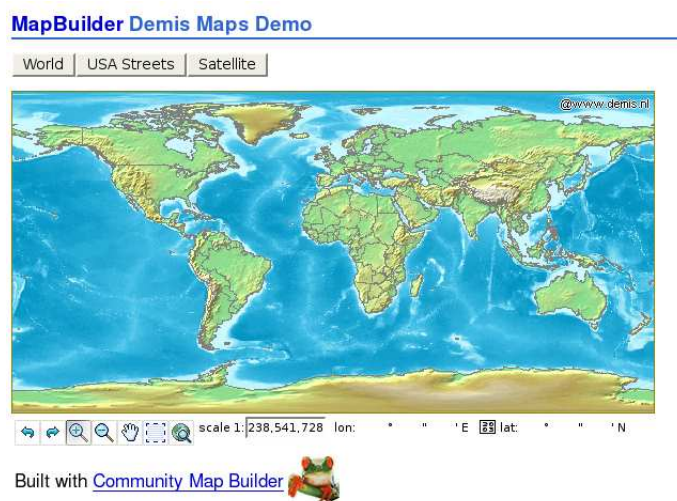 MapBuilder Demis Maps Demo
World USA Streets Satellite
@www.demis.nl
scale 1: 238,541,728 lon: ° " ' E lat: ° " ' N
Built with Community Map Builder